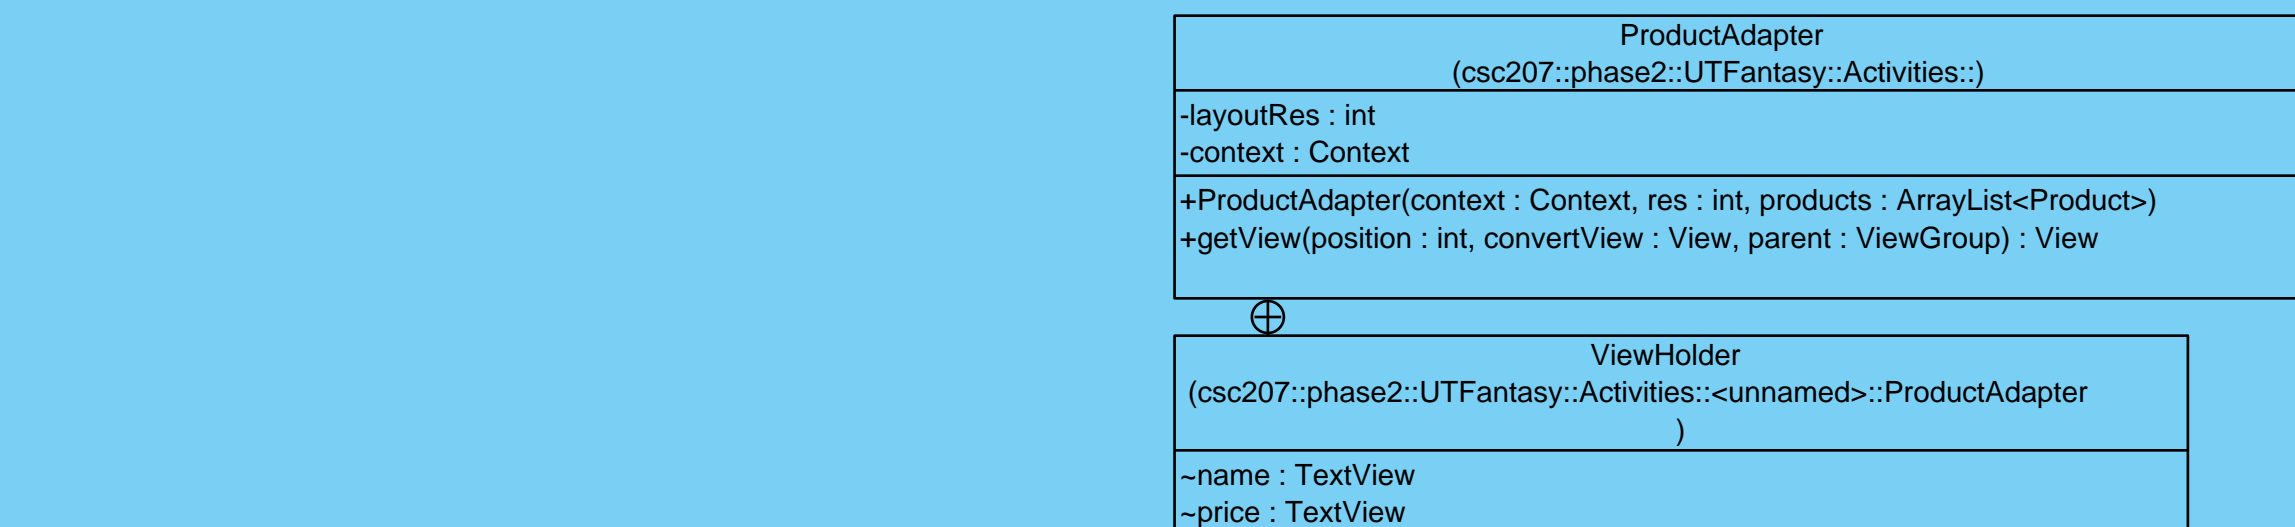 ProductAdapter
(csc207::phase2::UTFantasy::Activities::)
-layoutRes : int
-context : Context
+ProductAdapter(context : Context, res : int, products : ArrayList<Product>)
+getView(position : int, convertView : View, parent : ViewGroup) : View
ViewHolder
(csc207::phase2::UTFantasy::Activities::<unnamed>::ProductAdapter
)
~name : TextView
~price : TextView